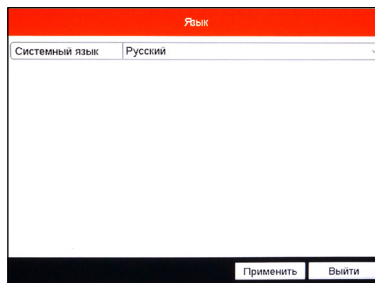 Язык
Системный язык Русский
Применить Выйти